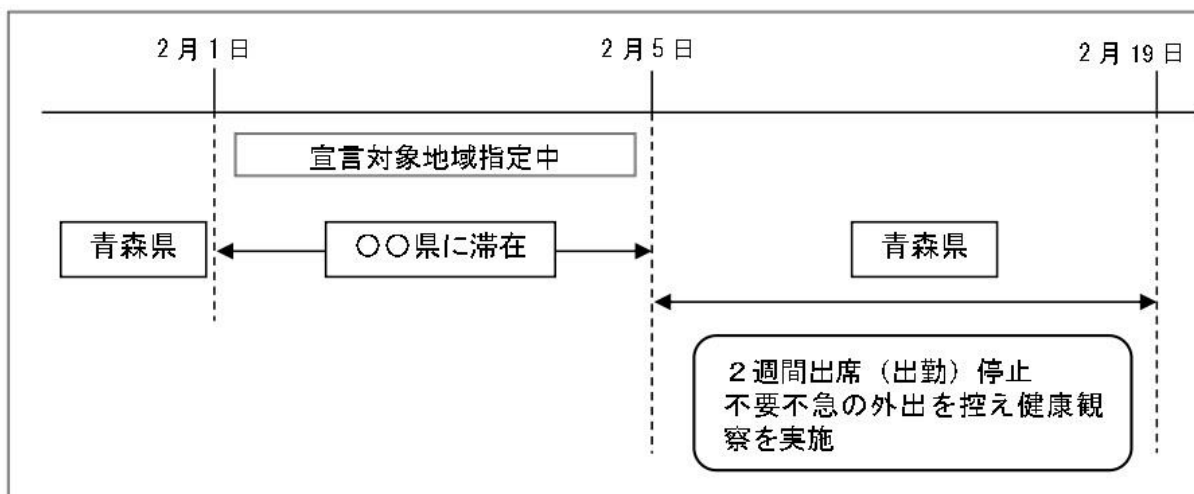 2月1日
2月5日
2月19日
宣言対象地域指定中
青森県
〇〇県に滞在
青森県
2週間出席(出勤)停止
不要不急の外出を控え健康観
察を実施